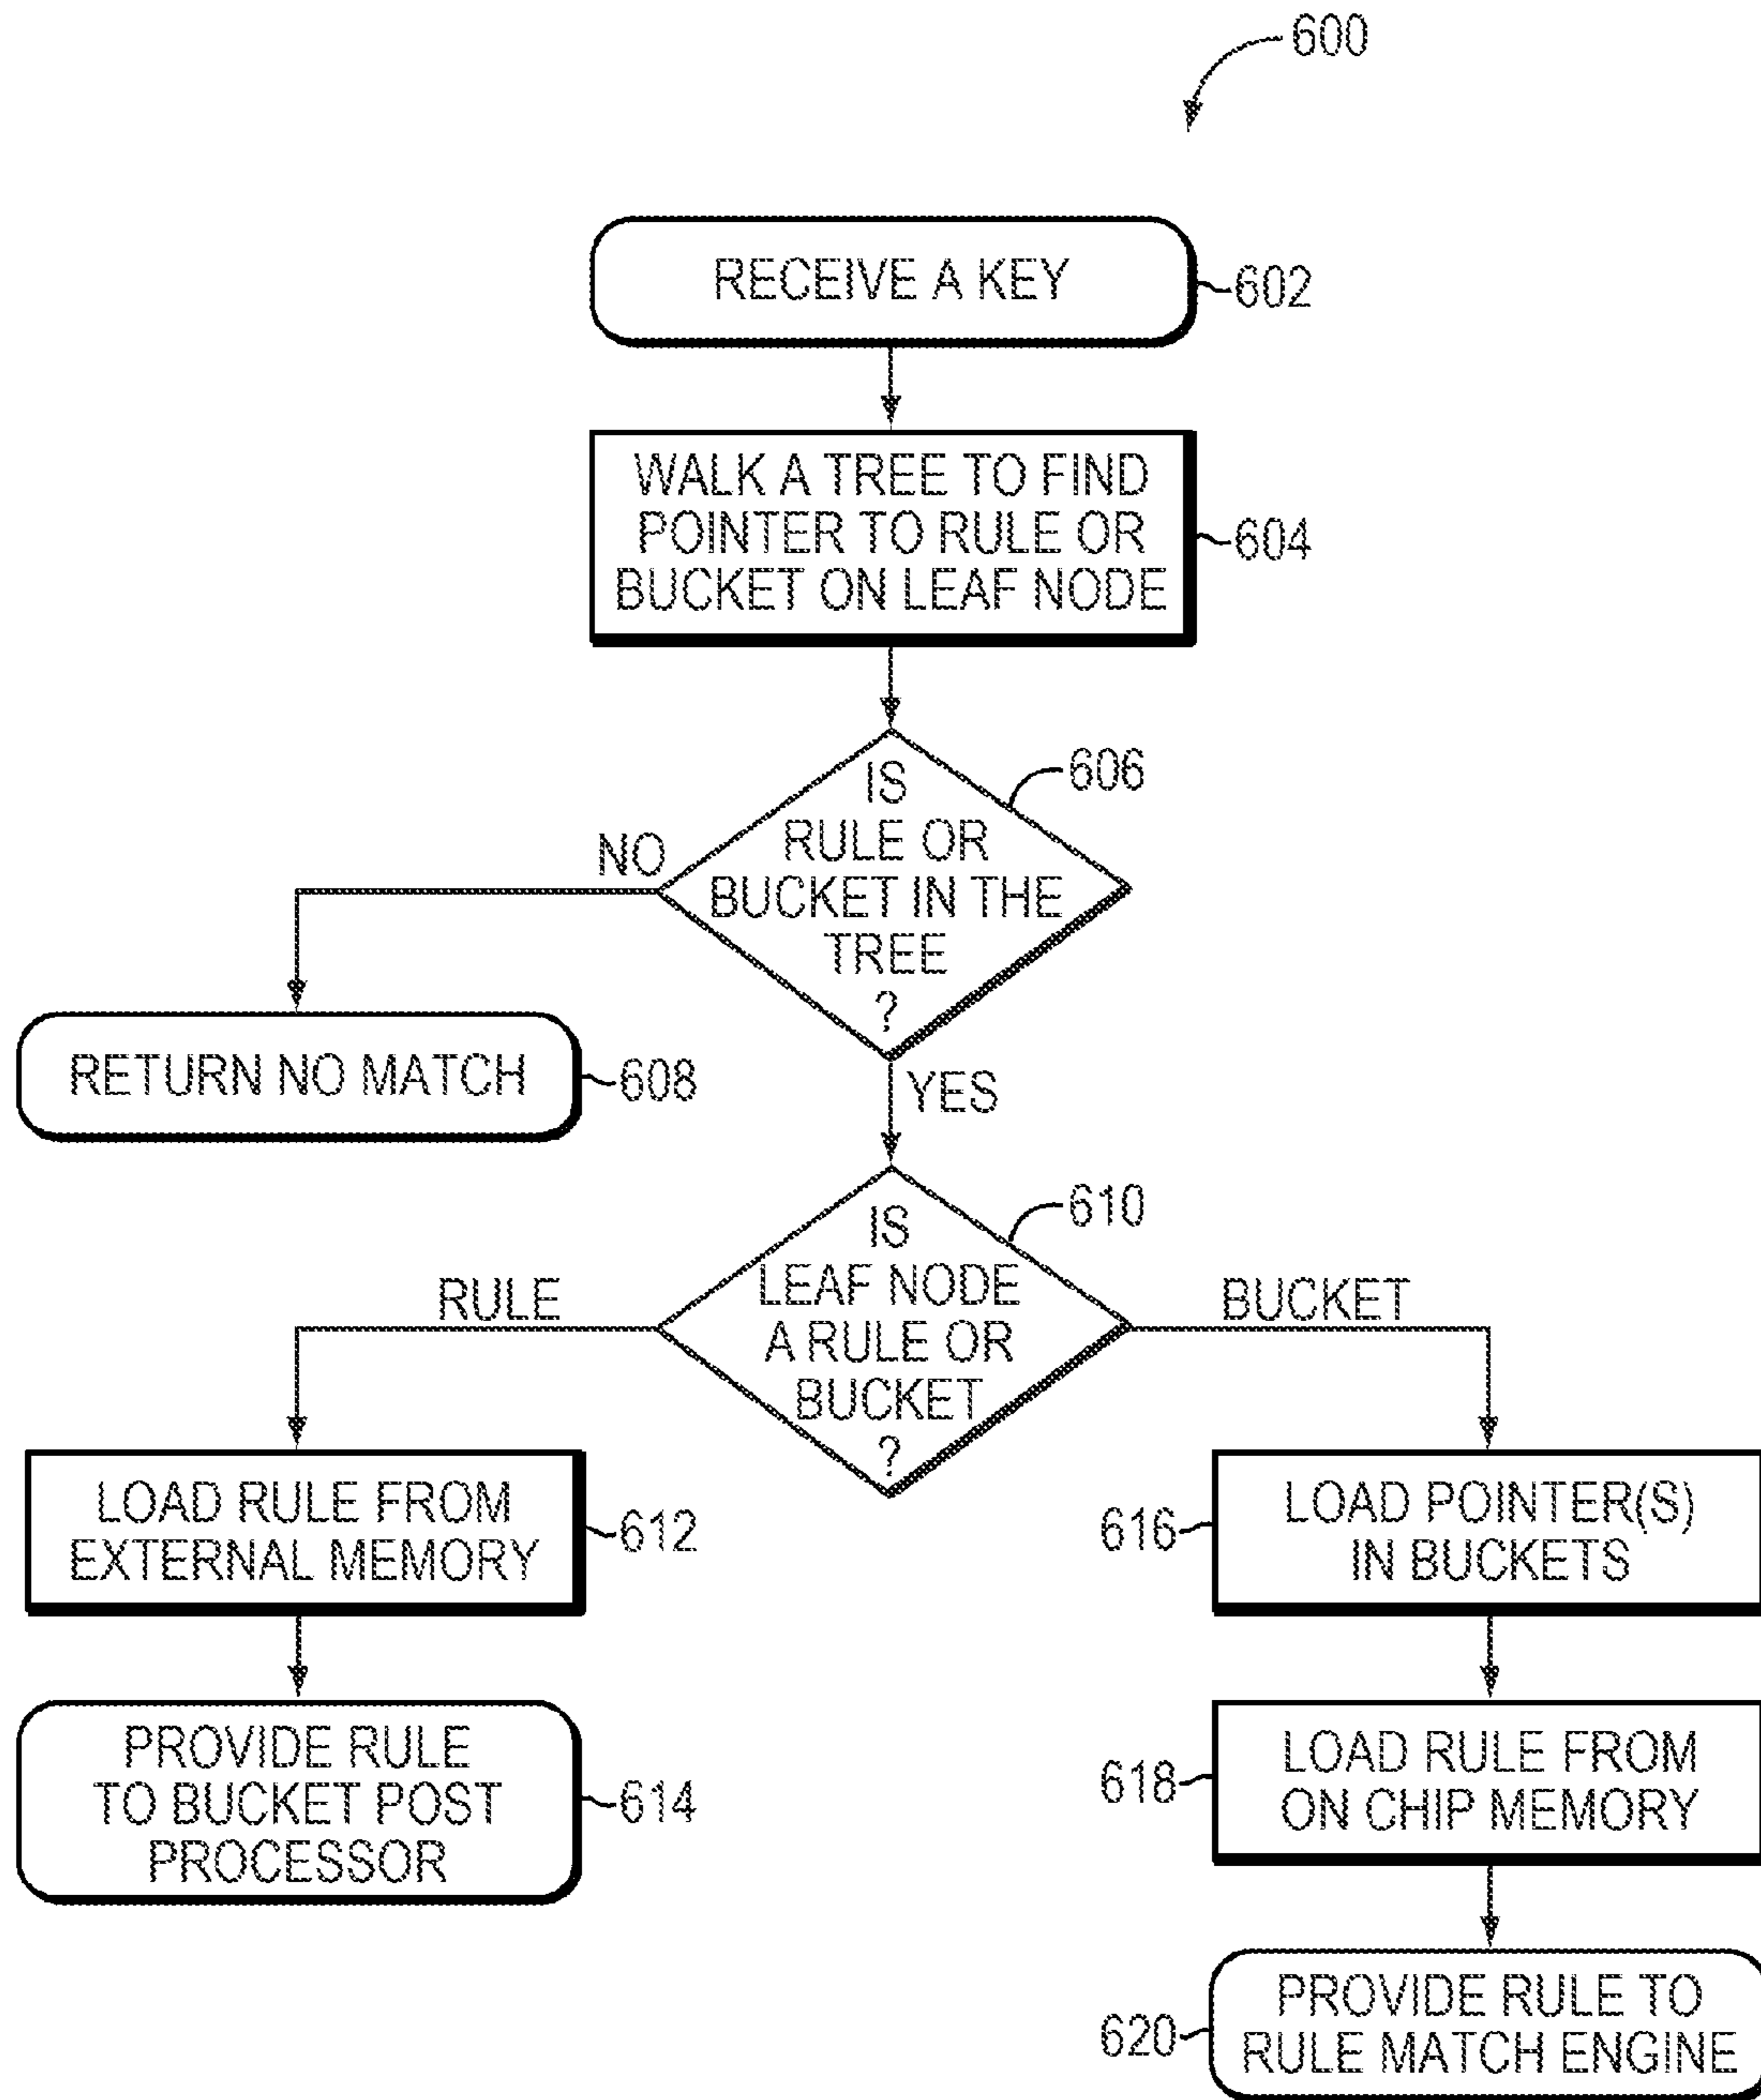 600
RECEIVE A KEY
602
WALK A TREE TO FIND
POINTER TO RULE OR
BUCKET ON LEAF NODE
604
IS
RULE OR
BUCKET IN THE
TREE
?
606
NO
RETURN NO MATCH
608
YES
IS
LEAF NODE
A RULE OR
BUCKET
?
610
RULE
BUCKET
LOAD RULE FROM
EXTERNAL MEMORY
612
616
LOAD POINTER(S)
IN BUCKETS
PROVIDE RULE
TO BUCKET POST
PROCESSOR
614
618
LOAD RULE FROM
ON CHIP MEMORY
620
PROVIDE RULE TO
RULE MATCH ENGINE